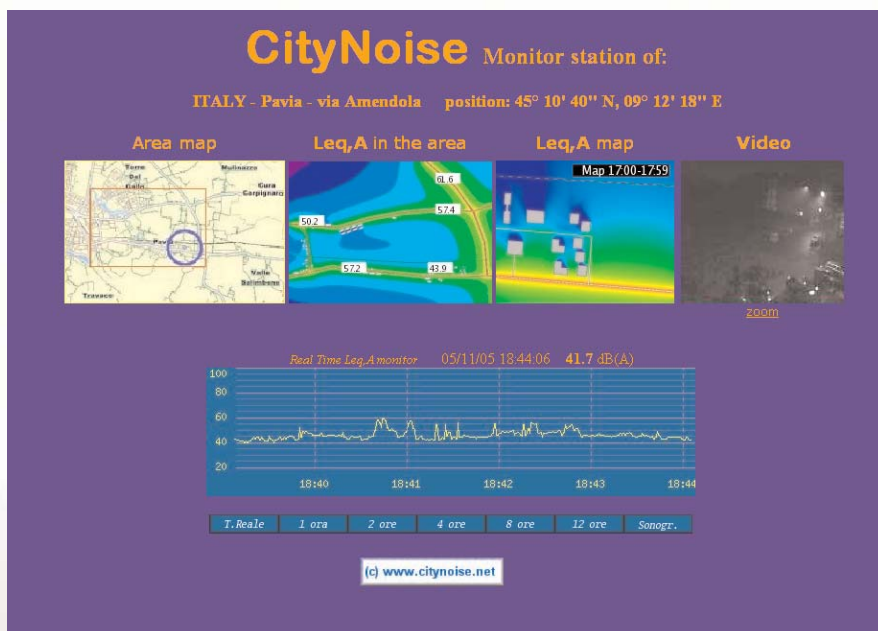 CityNoise Monitor station of:
ITALY - Pavia - via Amendola position: 45° 10' 40" N, 09° 12' 18" E
Area map
Leq,A in the area
Leq,A map
Video
Torre
Del
Gallo
Mulinazzo
Cura
Carpignano
Pavia
Valle
Salimbene
Travaco
61.6
57.4
50.2
57.2
43.9
Map 17:00-17:59
zoom
Real Time Leq,A monitor 05/11/05 18:44:06 41.7 dB(A)
100
80
60
40
20
18:40 18:41 18:42 18:43 18:44
T.Reale 1 ora 2 ore 4 ore 8 ore 12 ore Sonogr.
(c) www.citynoise.net